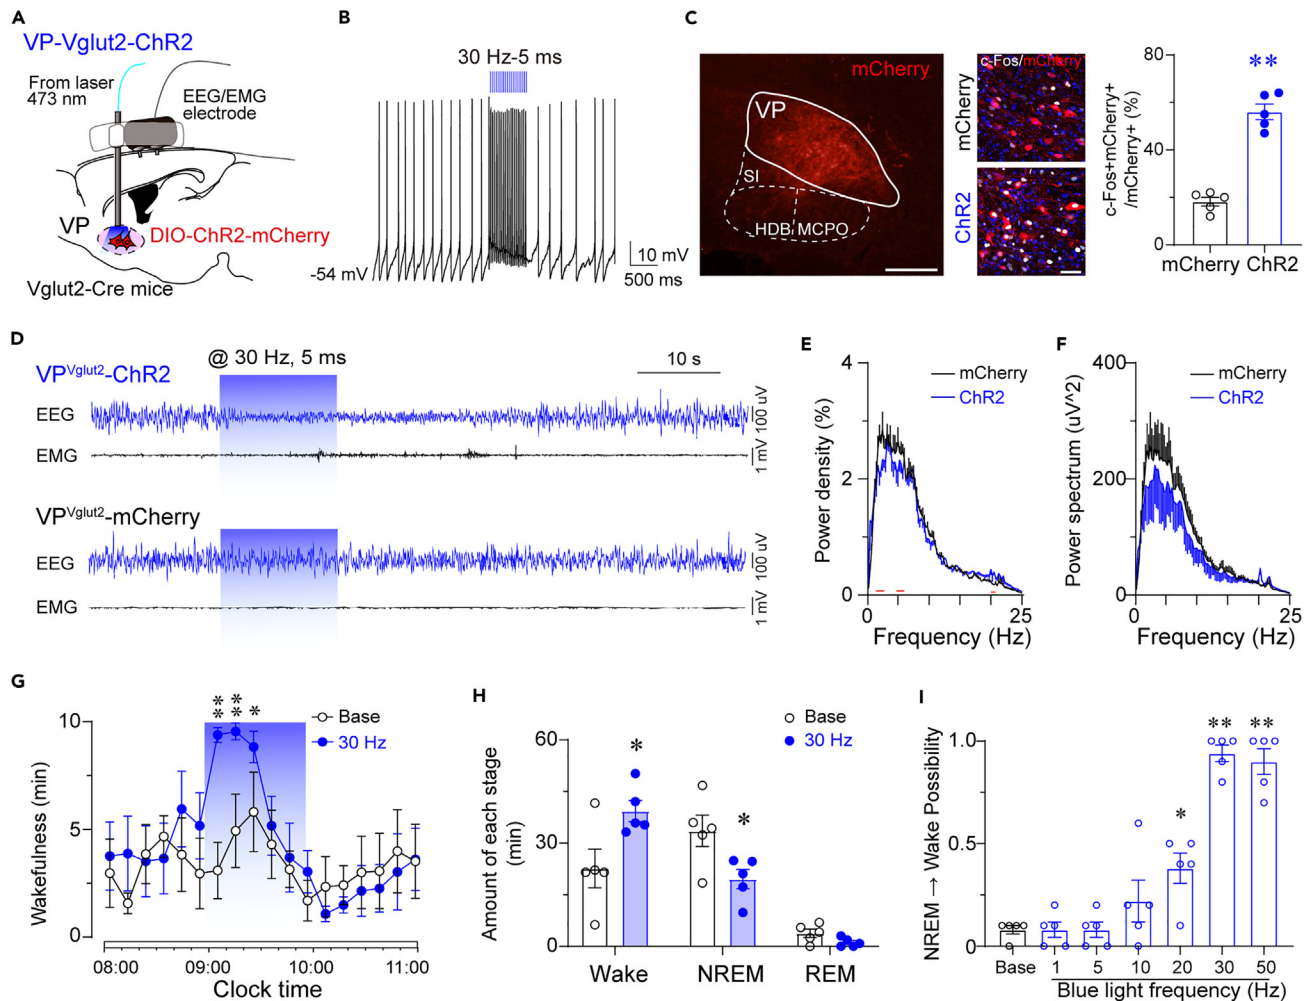 A
VP-Vglut2-ChR2
From laser
473 nm
EEG/EMG
electrode
VP
DIO-ChR2-mCherry
Vglut2-Cre mice
B
30 Hz-5 ms
-54 mV
10 mV
500 ms
C
mCherry
VP
SI
HDB
MCPO
c-Fos/mCherry
mCherry
ChR2
c-Fos+mCherry+
/mCherry+ (%)
80
40
0
**
mCherry ChR2
D
@ 30 Hz, 5 ms
10 s
VP^Vglut2-ChR2
EEG
100 uV
EMG
1 mV
VP^Vglut2-mCherry
EEG
100 uV
EMG
1 mV
E
Power density (%)
4
2
0
mCherry
ChR2
0 10 25
Frequency (Hz)
F
Power spectrum (uV^2)
400
200
0
mCherry
ChR2
0 10 25
Frequency (Hz)
G
Wakefulness (min)
10
5
0
** ** *
Base
30 Hz
08:00 09:00 10:00 11:00
Clock time
H
Amount of each stage
(min)
60
30
0
Base
30 Hz
* *
Wake NREM REM
I
NREM → Wake Possibility
1.0
0.5
0
* ** **
Base 1 5 10 20 30 50
Blue light frequency (Hz)